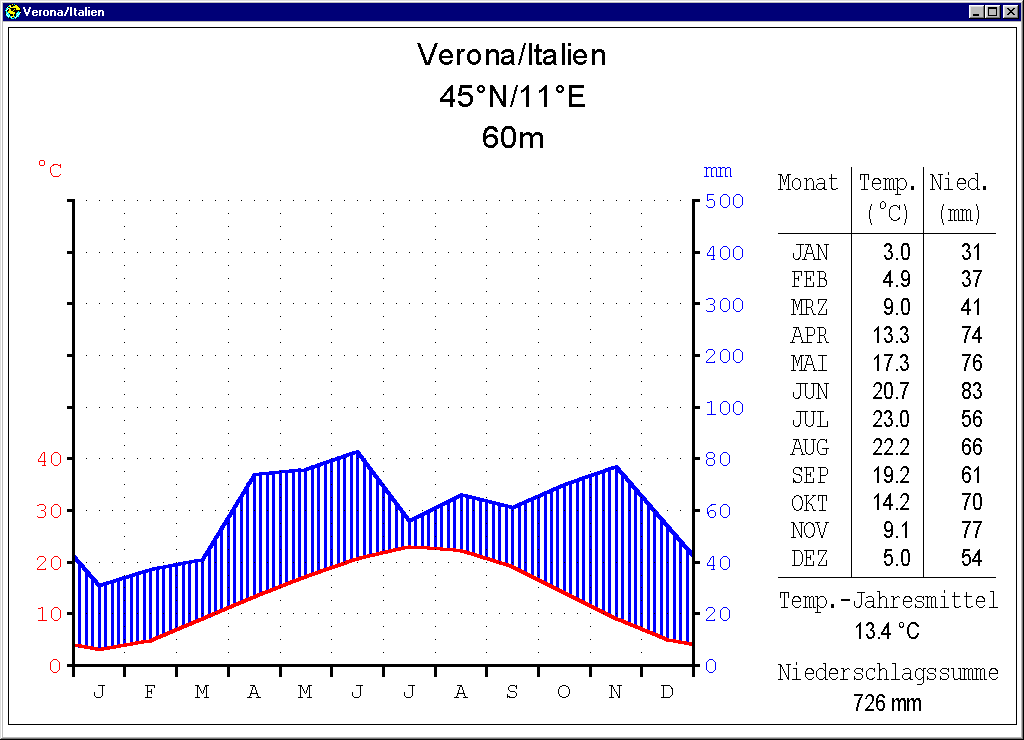 Verona/Italien
Verona/Italien
45°N/11°E
60m
°C
mm
500
400
300
200
100
40 80
30 60
20 40
10 20
0 0
J F M A M J J A S O N D
Monat Temp. Nied.
(°C) (mm)
JAN 3.0 31
FEB 4.9 37
MRZ 9.0 41
APR 13.3 74
MAI 17.3 76
JUN 20.7 83
JUL 23.0 56
AUG 22.2 66
SEP 19.2 61
OKT 14.2 70
NOV 9.1 77
DEZ 5.0 54
Temp.-Jahresmittel
13.4 °C
Niederschlagssumme
726 mm